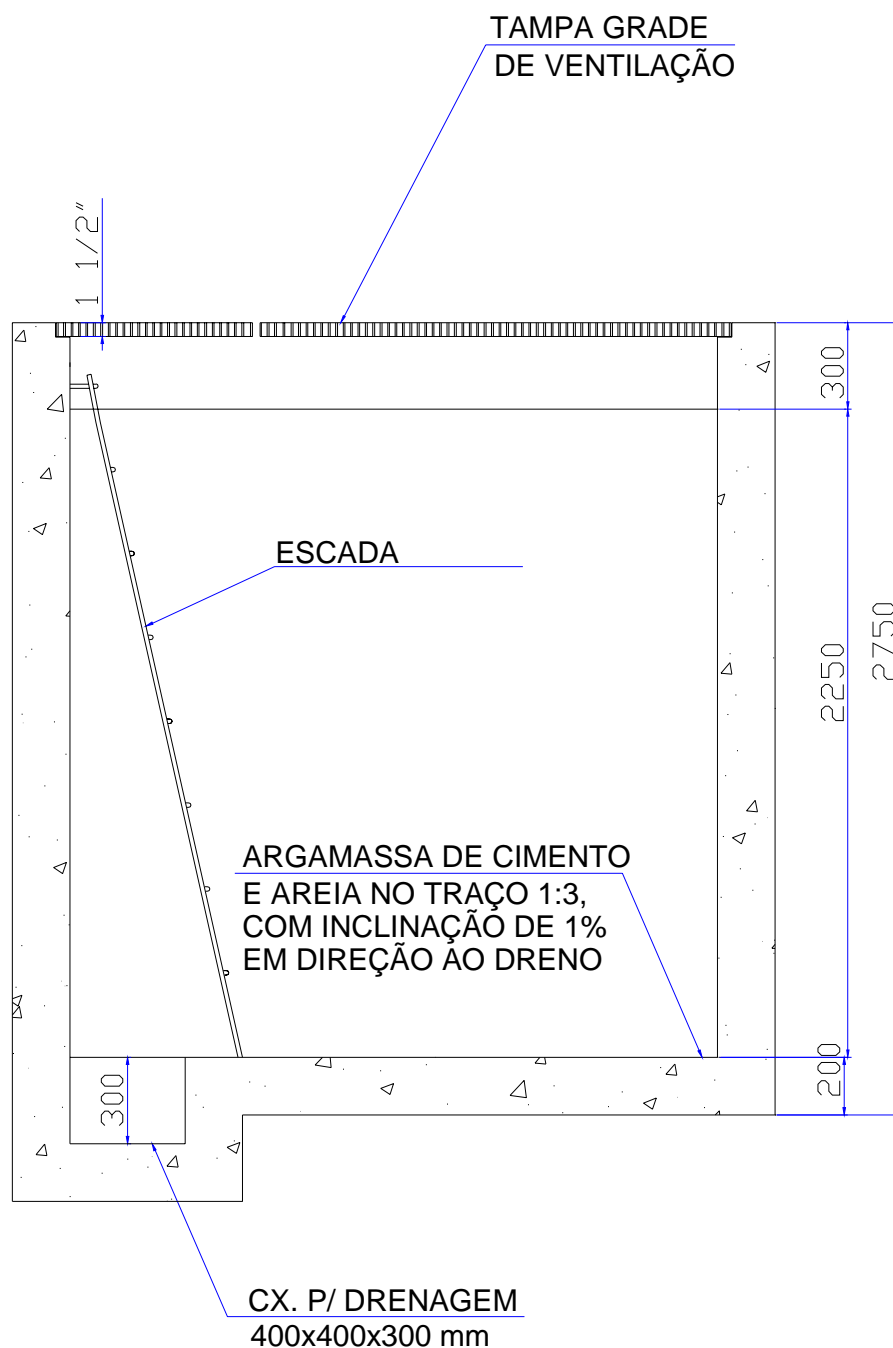 TAMPA GRADE
DE VENTILAÇÃO
1 1/2"
300
ESCADA
2250
2750
ARGAMASSA DE CIMENTO
E AREIA NO TRAÇO 1:3,
COM INCLINAÇÃO DE 1%
EM DIREÇÃO AO DRENO
300
200
CX. P/ DRENAGEM
400x400x300 mm